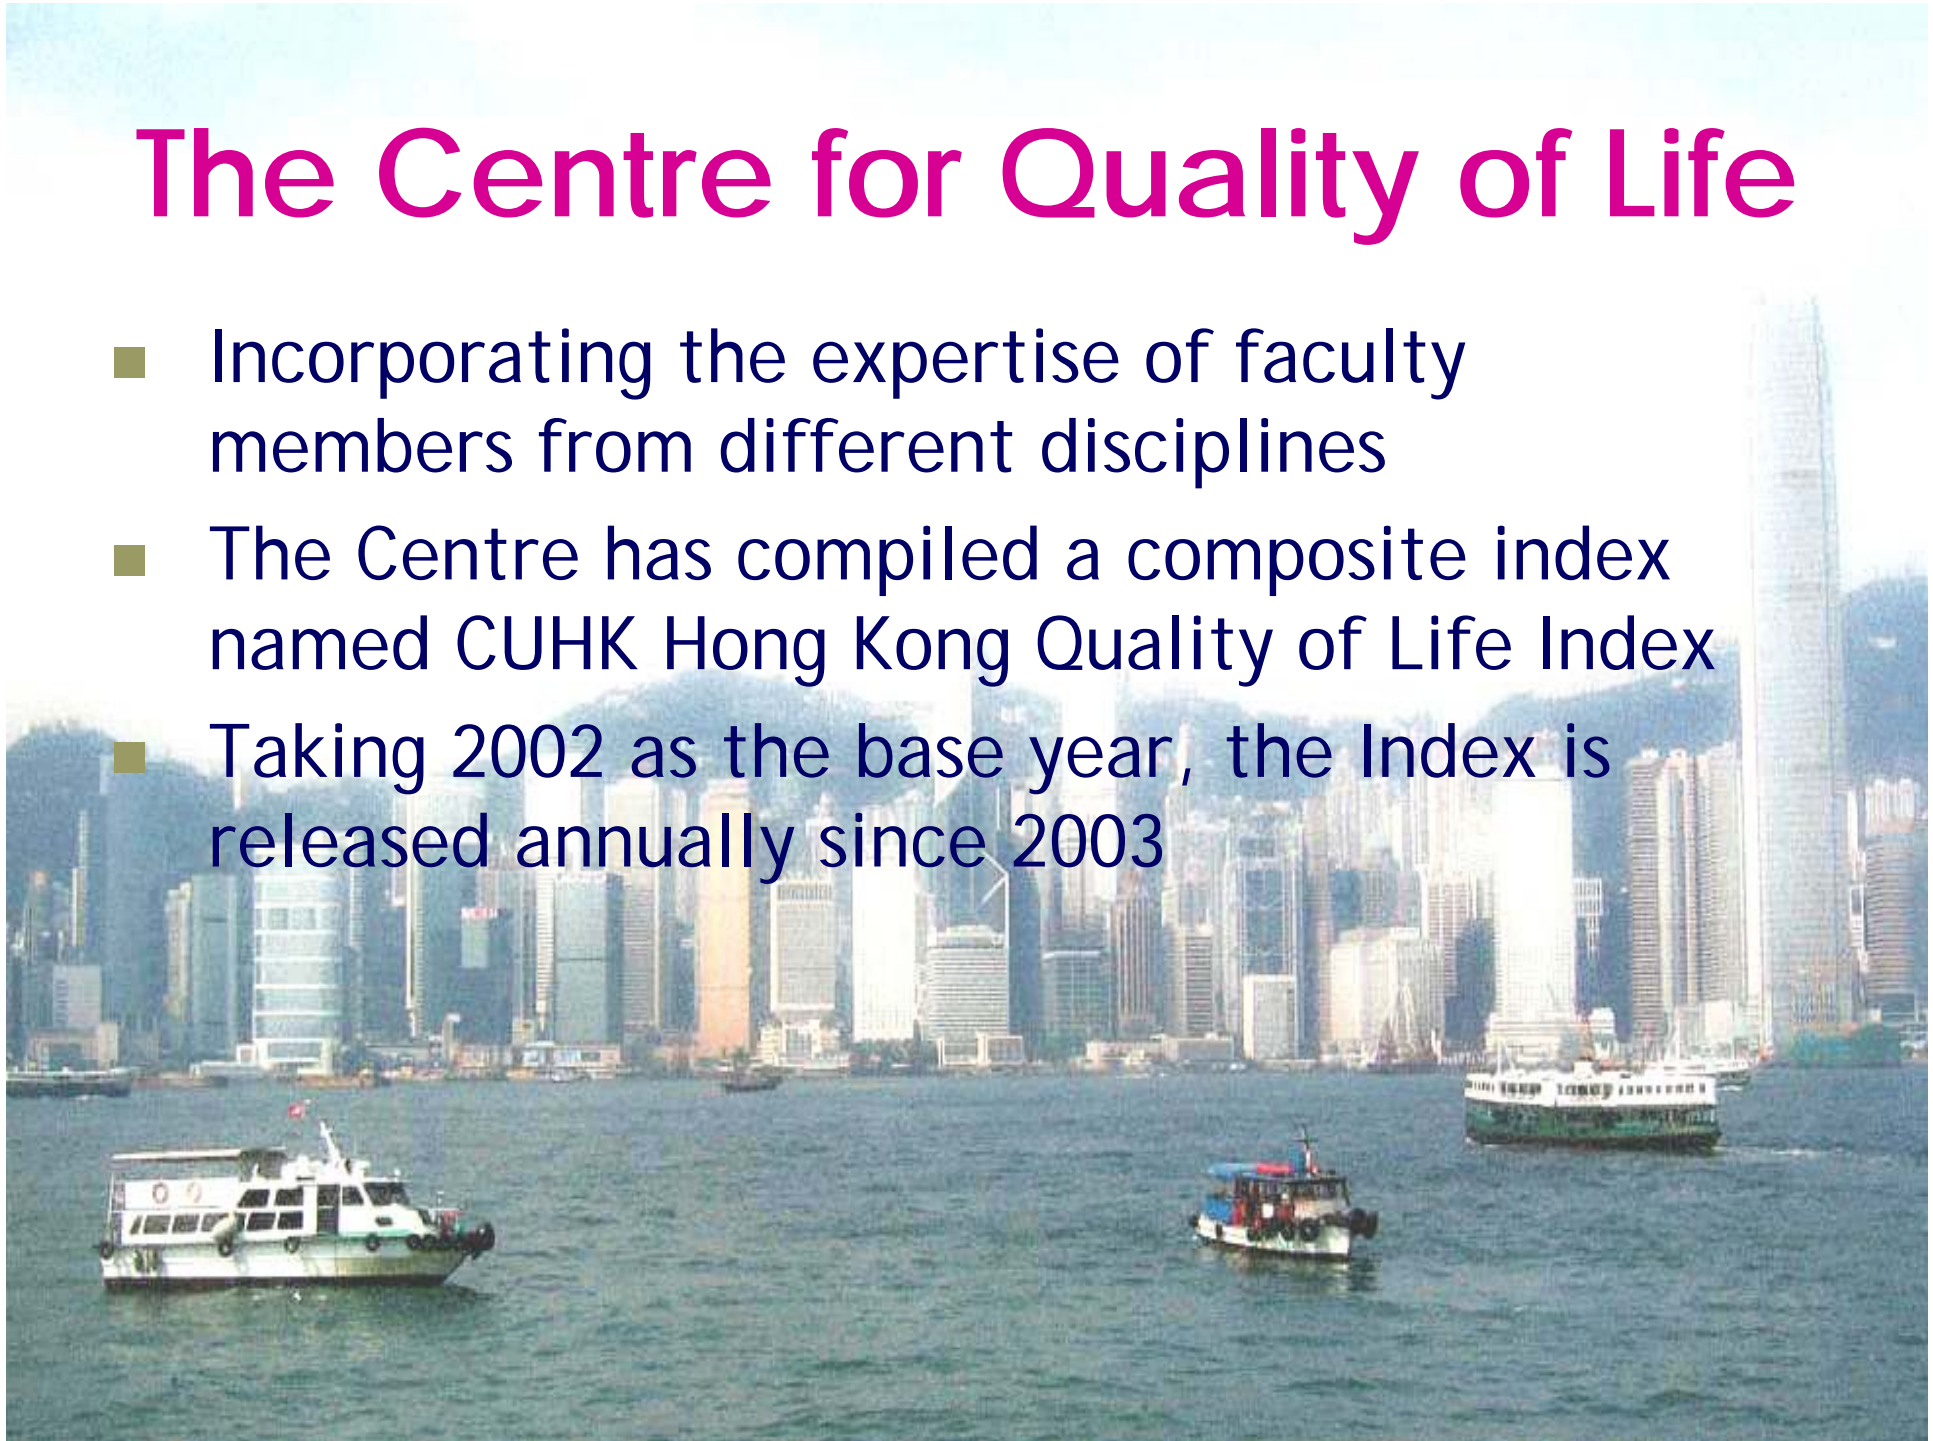 The Centre for Quality of Life
Incorporating the expertise of faculty
members from different disciplines
The Centre has compiled a composite index
named CUHK Hong Kong Quality of Life Index
Taking 2002 as the base year, the Index is
released annually since 2003